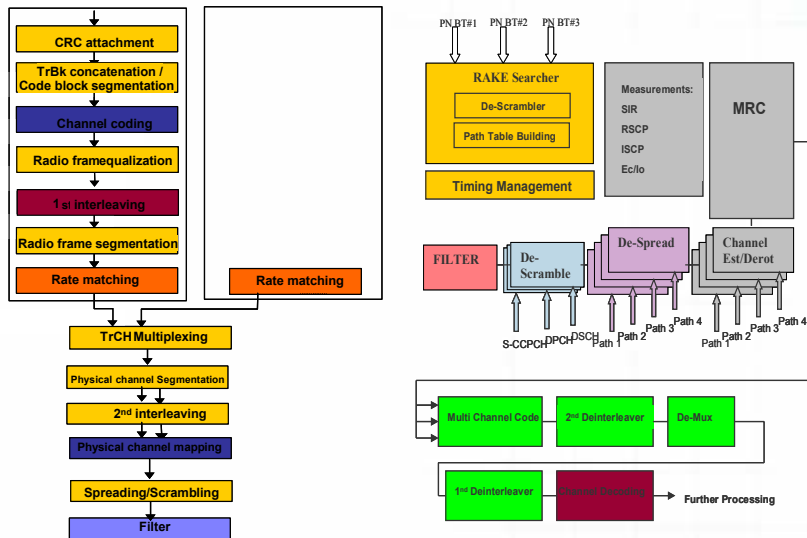 CRC attachment
TrBk concatenation /
Code block segmentation
Channel coding
Radio framequalization
1st interleaving
Radio frame segmentation
Rate matching
Rate matching
TrCH Multiplexing
Physical channel Segmentation
2nd interleaving
Physical channel mapping
Spreading/Scrambling
Filter
PN BT#1
PN BT#2
PN BT#3
RAKE Searcher
De-Scrambler
Path Table Building
Timing Management
Measurements:
SIR
RSCP
ISCP
Ec/Io
MRC
FILTER
De-
Scramble
De-Spread
Channel
Est/Derot
S-CCPCH
DPCH
DSCH
Path 1
Path 2
Path 3
Path 4
Path 1
Path 2
Path 3
Path 4
Multi Channel Code
2nd Deinterleaver
De-Mux
1st Deinterleaver
Channel Decoding
Further Processing